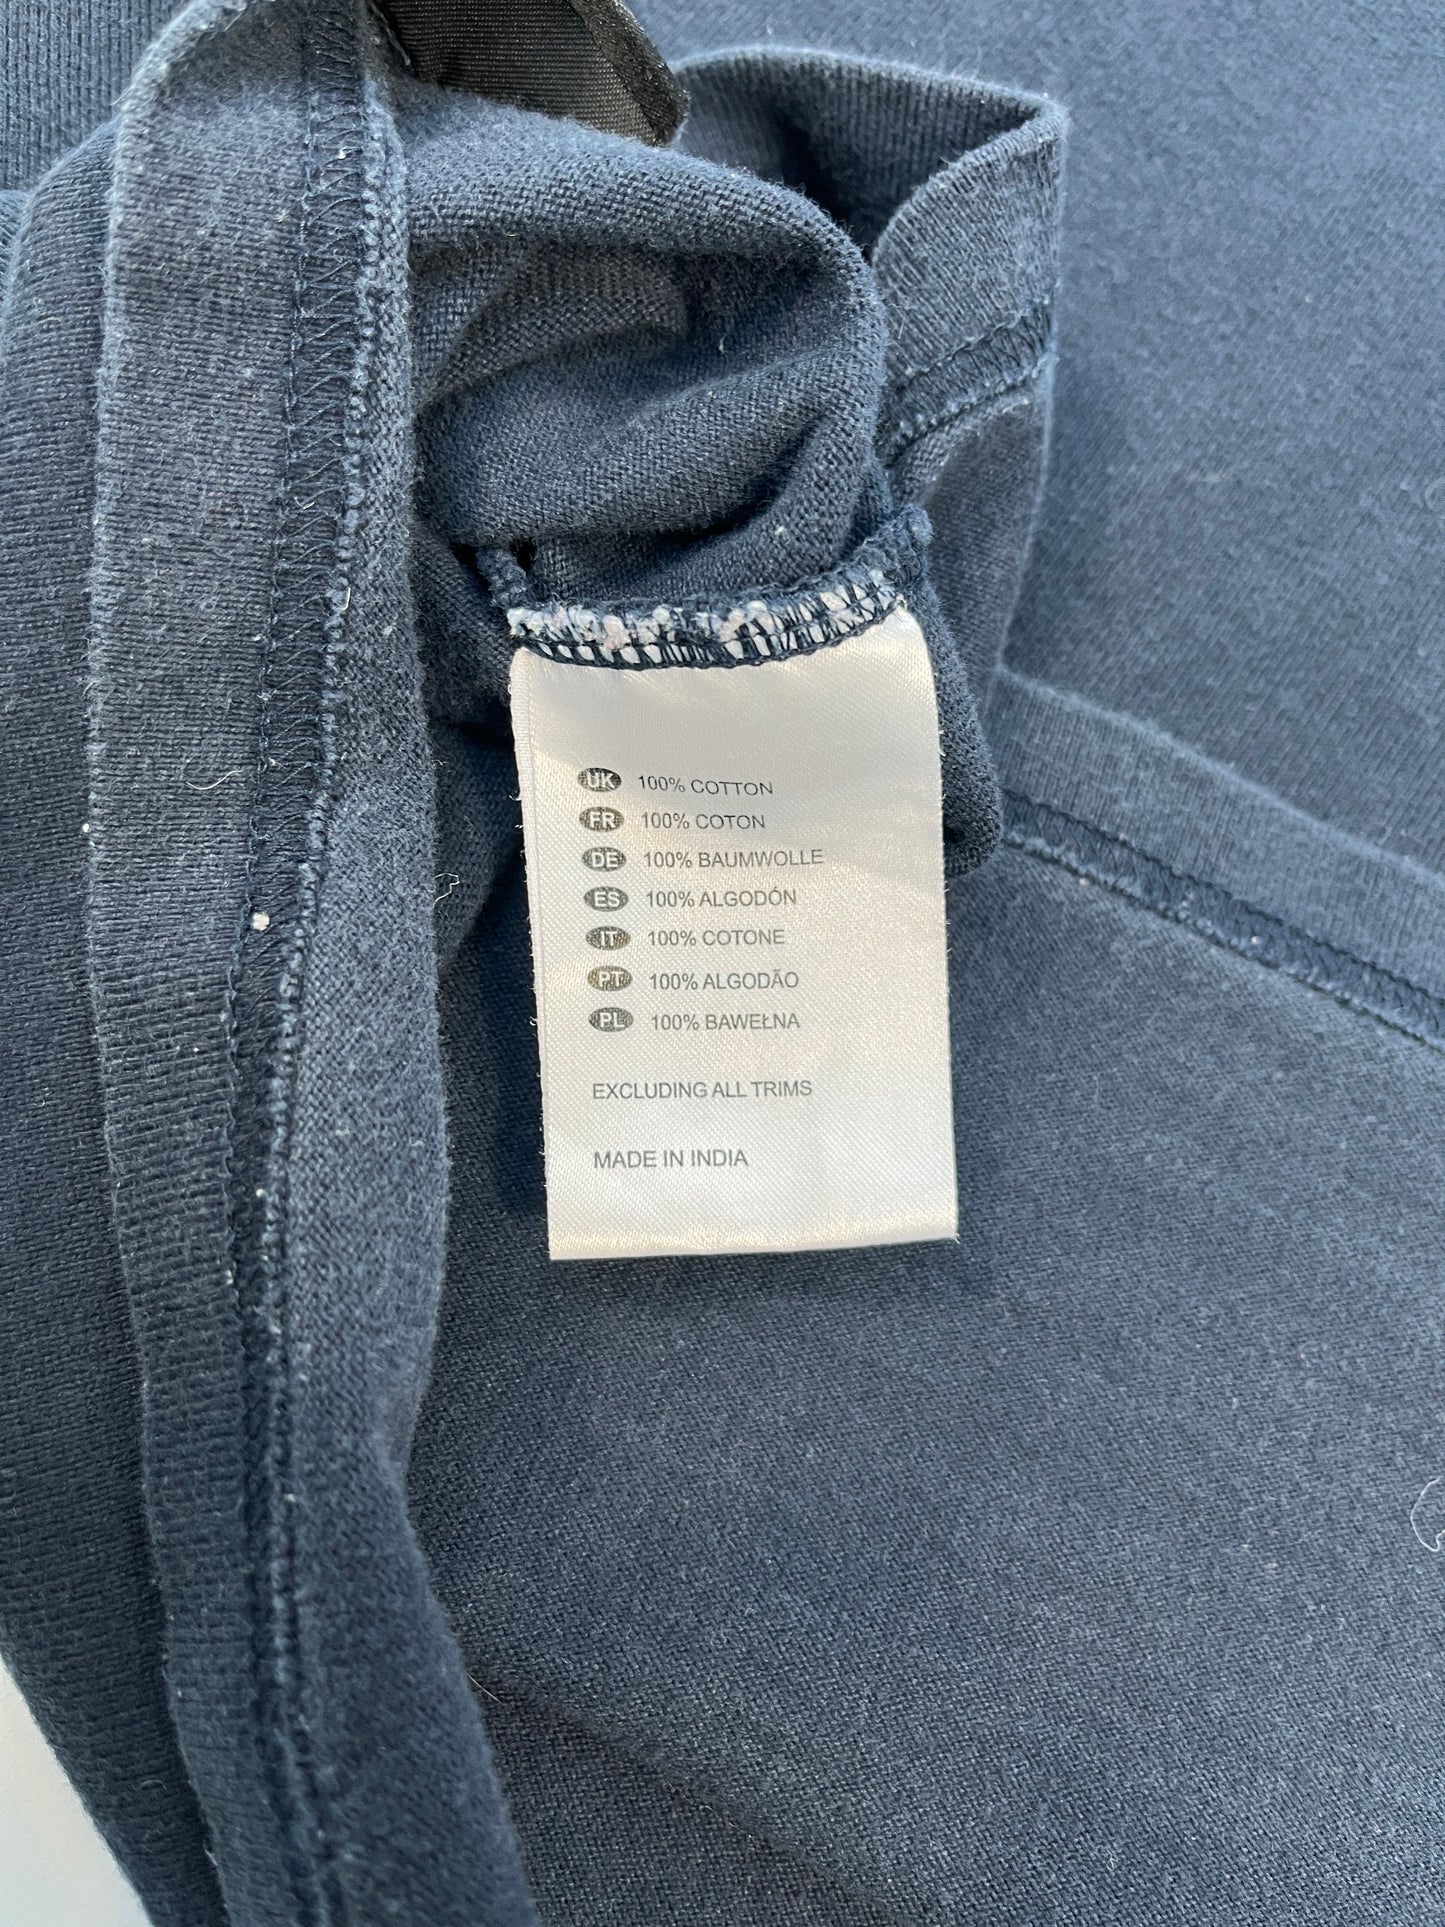 UK 100% COTTON
FR 100% COTON
DE 100% BAUMWOLLE
ES 100% ALGODÓN
IT 100% COTONE
PT 100% ALGODÃO
PL 100% BAWEŁNA
EXCLUDING ALL TRIMS
MADE IN INDIA